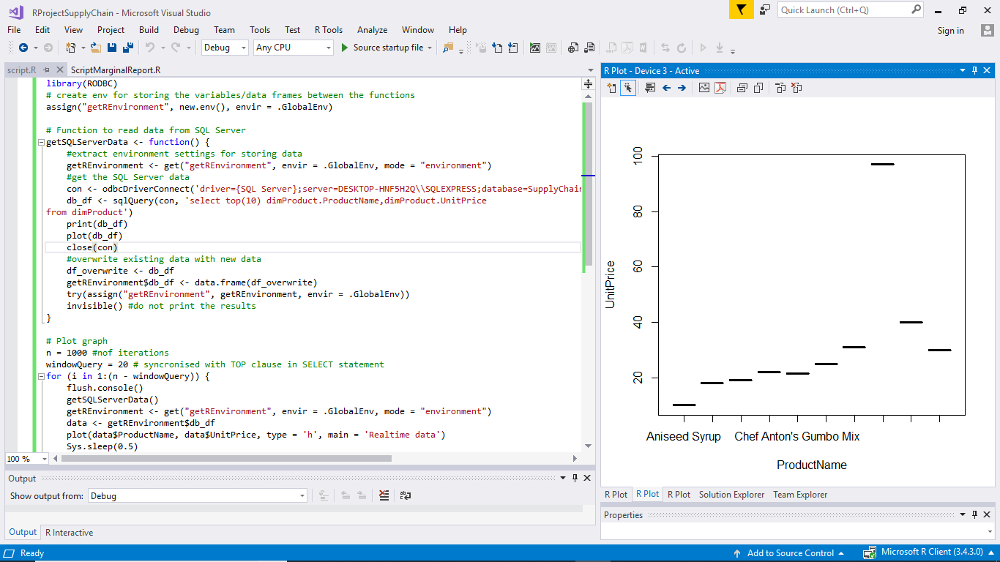 RProjectSupplyChain - Microsoft Visual Studio
Quick Launch (Ctrl+Q)
File Edit View Project Build Debug Team Tools Test R Tools Analyze Window Help
Sign in
Debug Any CPU Source startup file
script.R ScriptMarginalReport.R
library(RODBC)
# create env for storing the variables/data frames between the functions
assign("getREnvironment", new.env(), envir = .GlobalEnv)
# Function to read data from SQL Server
getSQLServerData <- function() {
#extract environment settings for storing data
getREnvironment <- get("getREnvironment", envir = .GlobalEnv, mode = "environment")
#get the SQL Server data
con <- odbcDriverConnect('driver={SQL Server};server=DESKTOP-HNF5H2Q\\SQLEXPRESS;database=SupplyChain
db_df <- sqlQuery(con, 'select top(10) dimProduct.ProductName,dimProduct.UnitPrice
from dimProduct')
print(db_df)
plot(db_df)
close(con)
#overwrite existing data with new data
df_overwrite <- db_df
getREnvironment$db_df <- data.frame(df_overwrite)
try(assign("getREnvironment", getREnvironment, envir = .GlobalEnv))
invisible() #do not print the results
}
# Plot graph
n = 1000 #nof iterations
windowQuery = 20 # syncronised with TOP clause in SELECT statement
for (i in 1:(n - windowQuery)) {
flush.console()
getSQLServerData()
getREnvironment <- get("getREnvironment", envir = .GlobalEnv, mode = "environment")
data <- getREnvironment$db_df
plot(data$ProductName, data$UnitPrice, type = 'h', main = 'Realtime data')
Sys.sleep(0.5)
100 %
Output
Show output from: Debug
Output R Interactive
R Plot - Device 3 - Active
100
80
60
40
20
UnitPrice
Aniseed Syrup Chef Anton's Gumbo Mix
ProductName
R Plot R Plot R Plot Solution Explorer Team Explorer
Properties
Ready Add to Source Control Microsoft R Client (3.4.3.0)